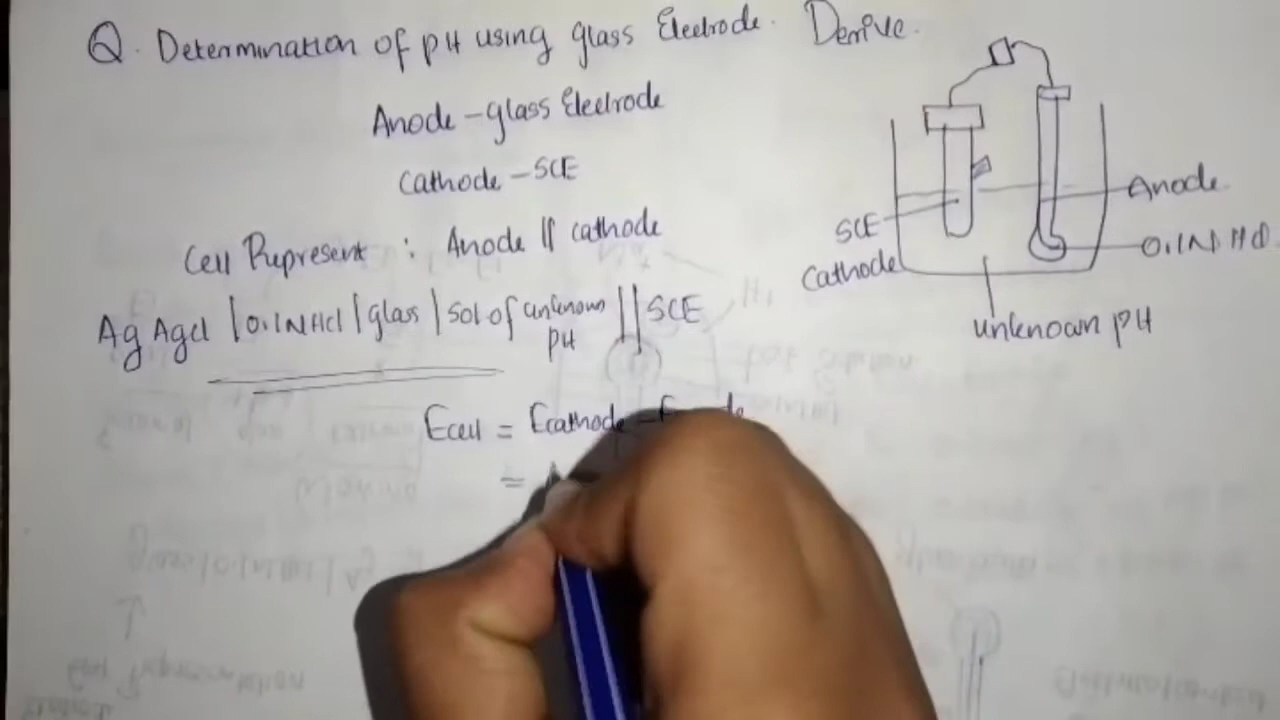 Q. Determination of pH using glass Electrode. Derive.
Anode - glass Electrode
Cathode - SCE
Cell Represent : Anode || cathode
Ag AgCl | 0.1N HCl | glass | Sol of unknown pH || SCE
Ecell = Ecathode -
=
Anode
SCE
Cathode
0.1N HCl
unknown pH